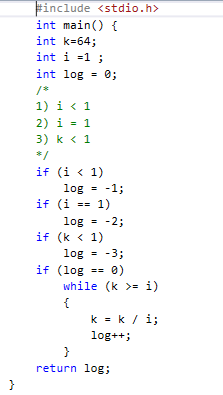 #include <stdio.h>
int main() {
int k=64;
int i =1 ;
int log = 0;
/*
1) i < 1
2) i = 1
3) k < 1
*/
if (i < 1)
log = -1;
if (i == 1)
log = -2;
if (k < 1)
log = -3;
if (log == 0)
while (k >= i)
{
k = k / i;
log++;
}
return log;
}